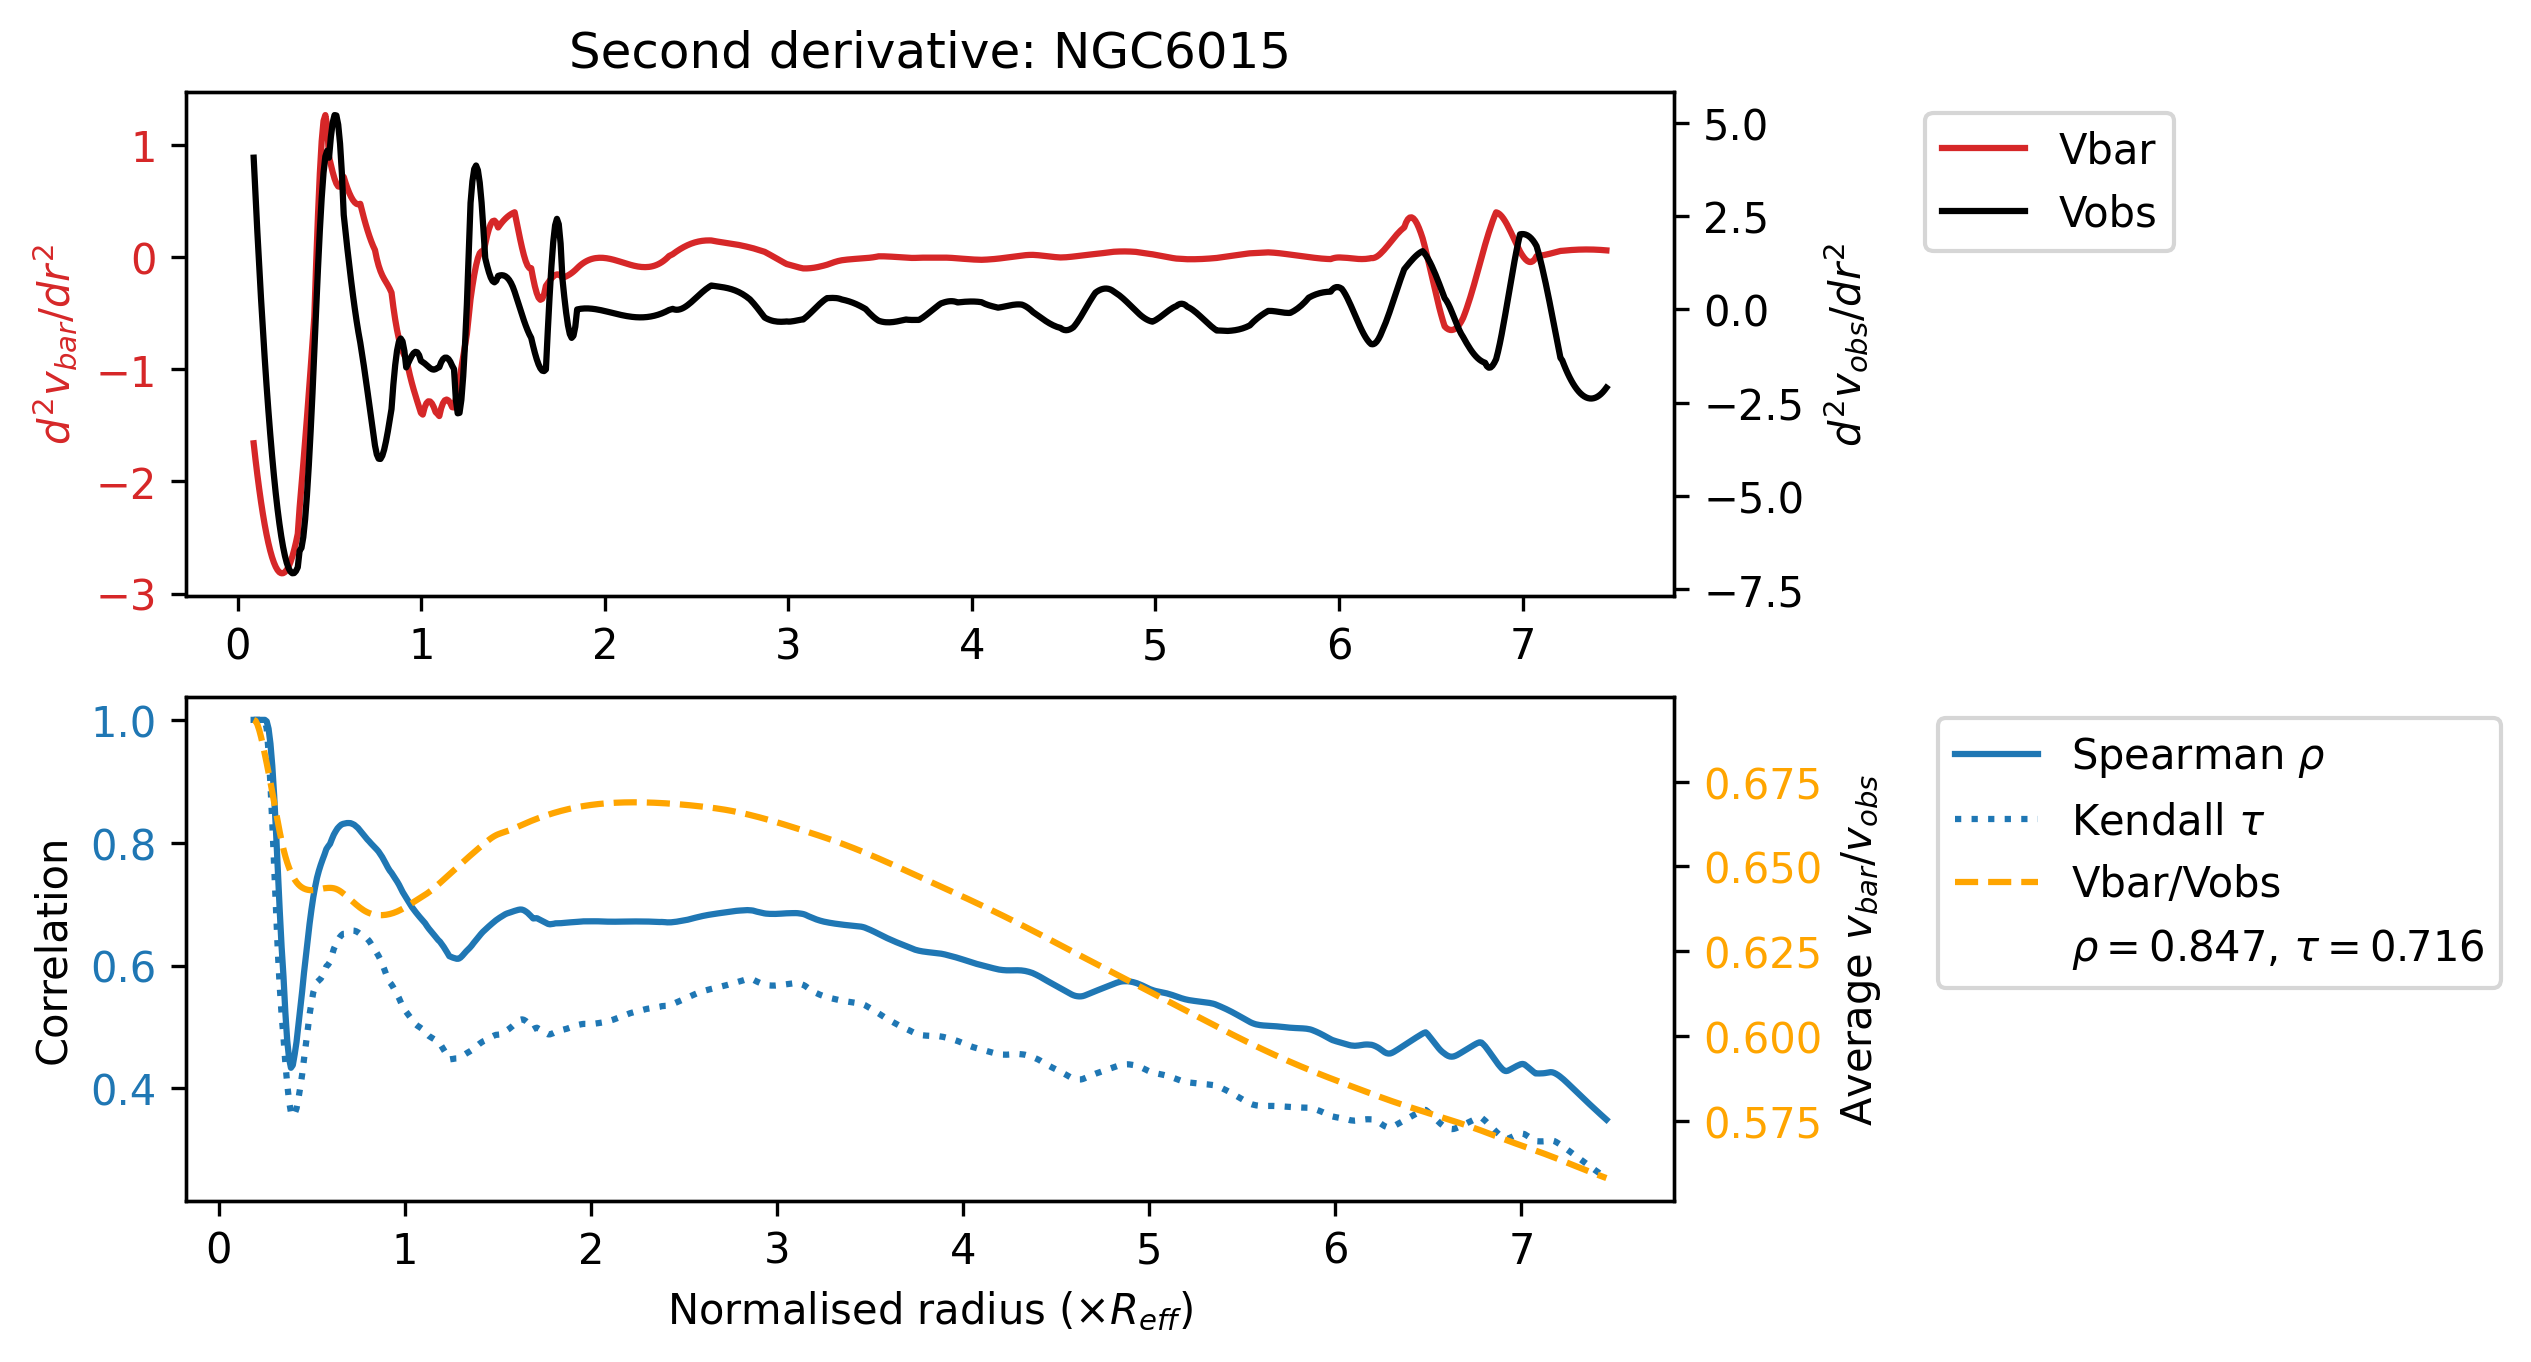 Second derivative: NGC6015
1
0
−1
−2
−3
d²v_bar/dr²
5.0
2.5
0.0
−2.5
−5.0
−7.5
d²v_obs/dr²
0 1 2 3 4 5 6 7
Vbar
Vobs
1.0
0.8
0.6
0.4
Correlation
0.675
0.650
0.625
0.600
0.575
Average v_bar/v_obs
0 1 2 3 4 5 6 7
Normalised radius (×R_eff)
Spearman ρ
Kendall τ
Vbar/Vobs
ρ = 0.847, τ = 0.716